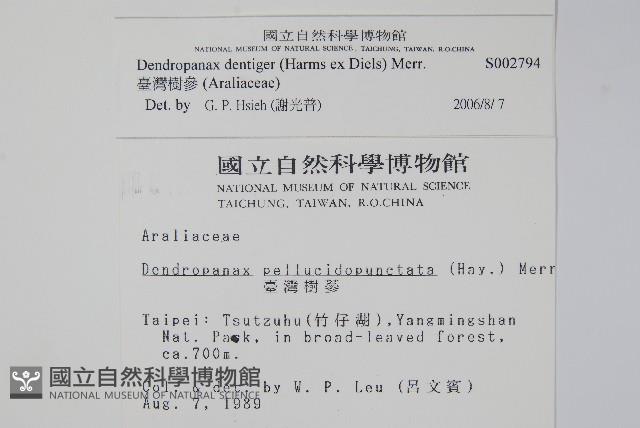 國立自然科學博物館
NATIONAL MUSEUM OF NATURAL SCIENCE, TAICHUNG, TAIWAN, R.O.CHINA
Dendropanax dentiger (Harms ex Diels) Merr. S002794
臺灣樹參 (Araliaceae)
Det. by G. P. Hsieh (謝光普) 2006/8/7
國立自然科學博物館
NATIONAL MUSEUM OF NATURAL SCIENCE
TAICHUNG, TAIWAN, R.O.CHINA
Araliaceae
Dendropanax pellucidopunctata (Hay.) Merr
臺灣樹參
Taipei: Tsutzuhu(竹仔湖),Yangmingshan
Nat. Park, in broad-leaved forest,
ca.700m.
Col. & det. by W. P. Leu (呂文賓)
Aug. 7, 1989
國立自然科學博物館
NATIONAL MUSEUM OF NATURAL SCIENCE